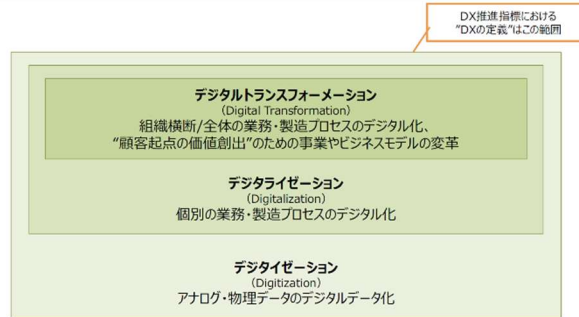 DX推進指標における
”DXの定義”はこの範囲
デジタルトランスフォーメーション
(Digital Transformation)
組織横断/全体の業務・製造プロセスのデジタル化、
“顧客起点の価値創出”のための事業やビジネスモデルの変革
デジタライゼーション
(Digitalization)
個別の業務・製造プロセスのデジタル化
デジタイゼーション
(Digitization)
アナログ・物理データのデジタルデータ化